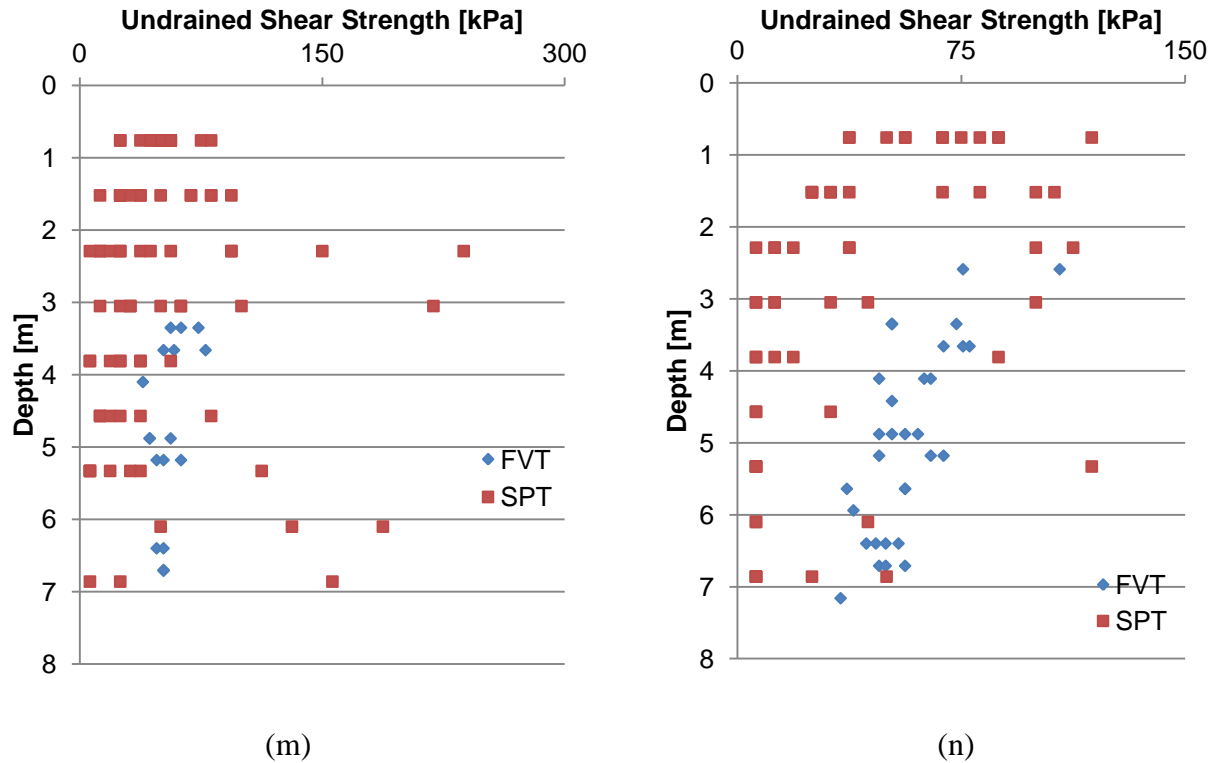 Undrained Shear Strength [kPa]
0 150 300
0
1
2
3
4
5
6
7
8
Depth [m]
FVT
SPT
(m)
Undrained Shear Strength [kPa]
0 75 150
0
1
2
3
4
5
6
7
8
Depth [m]
FVT
SPT
(n)